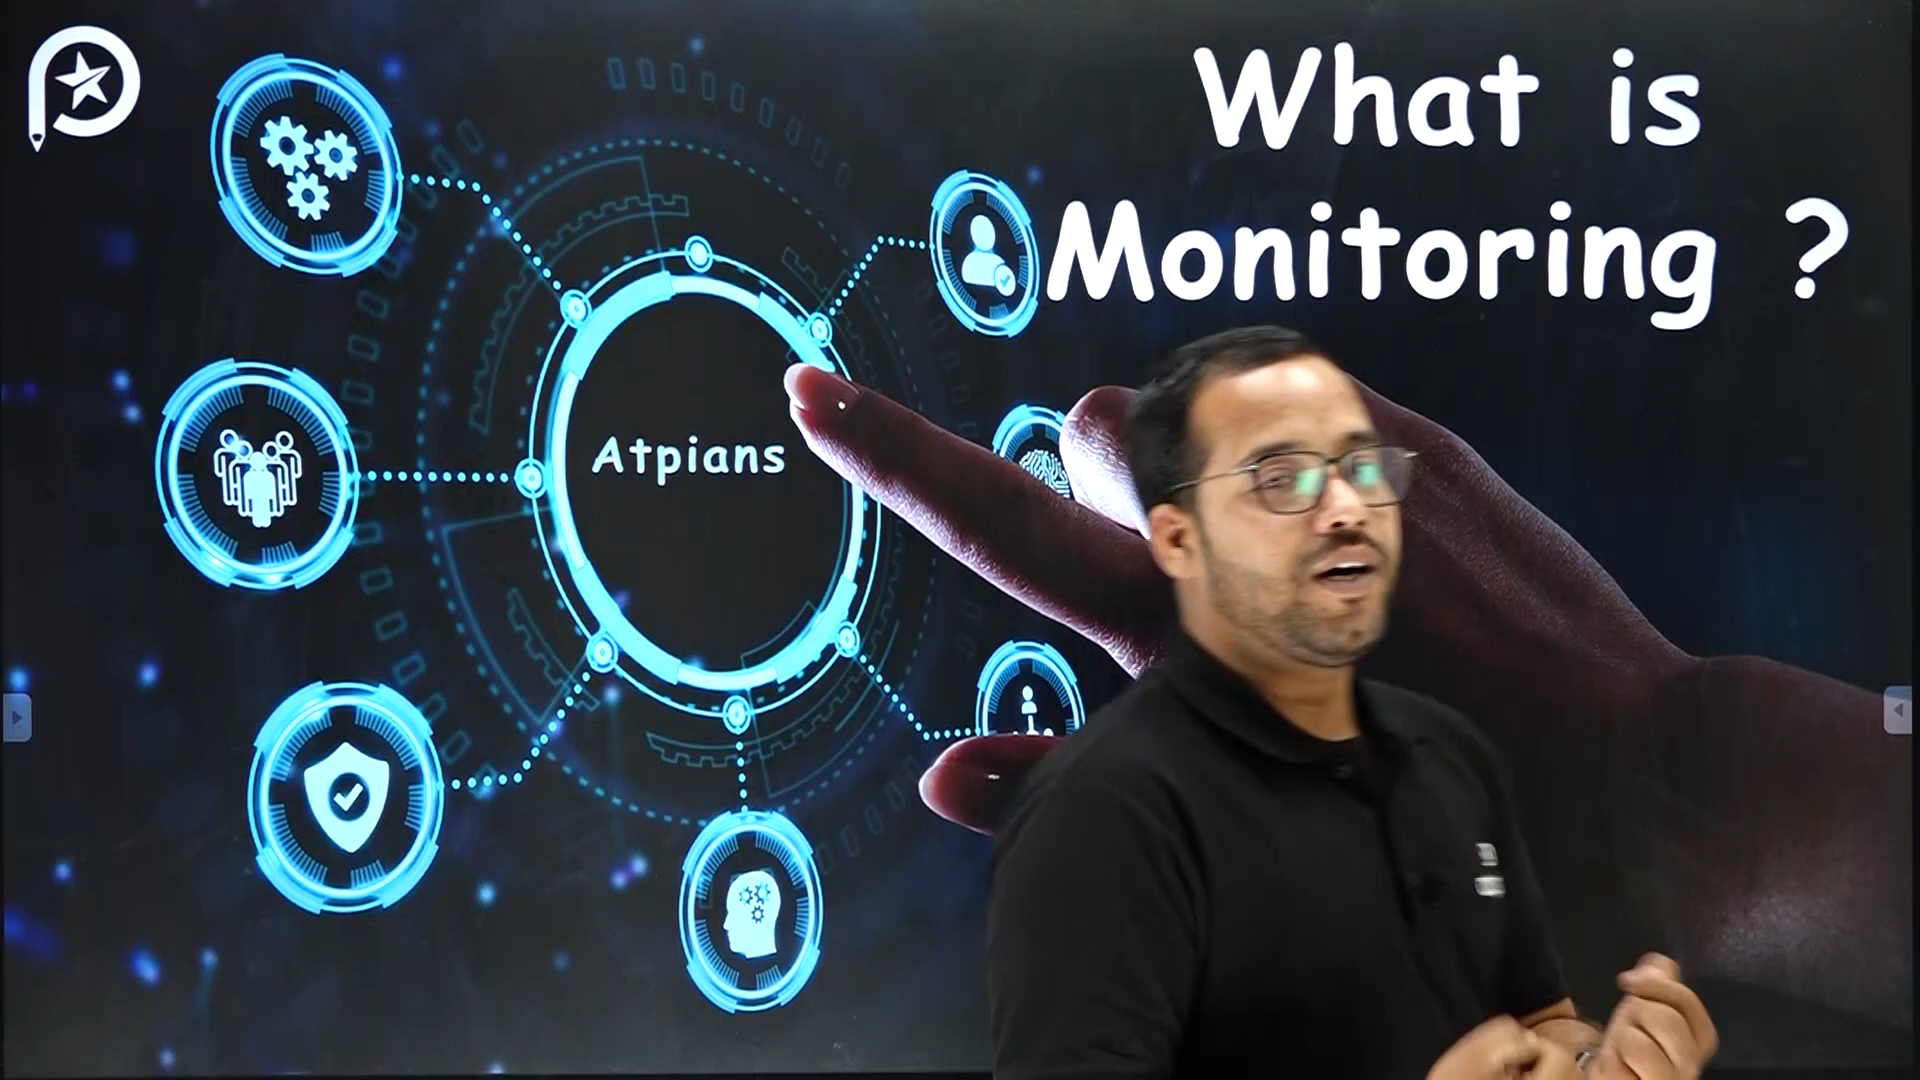 What is
Monitoring ?
Atpians